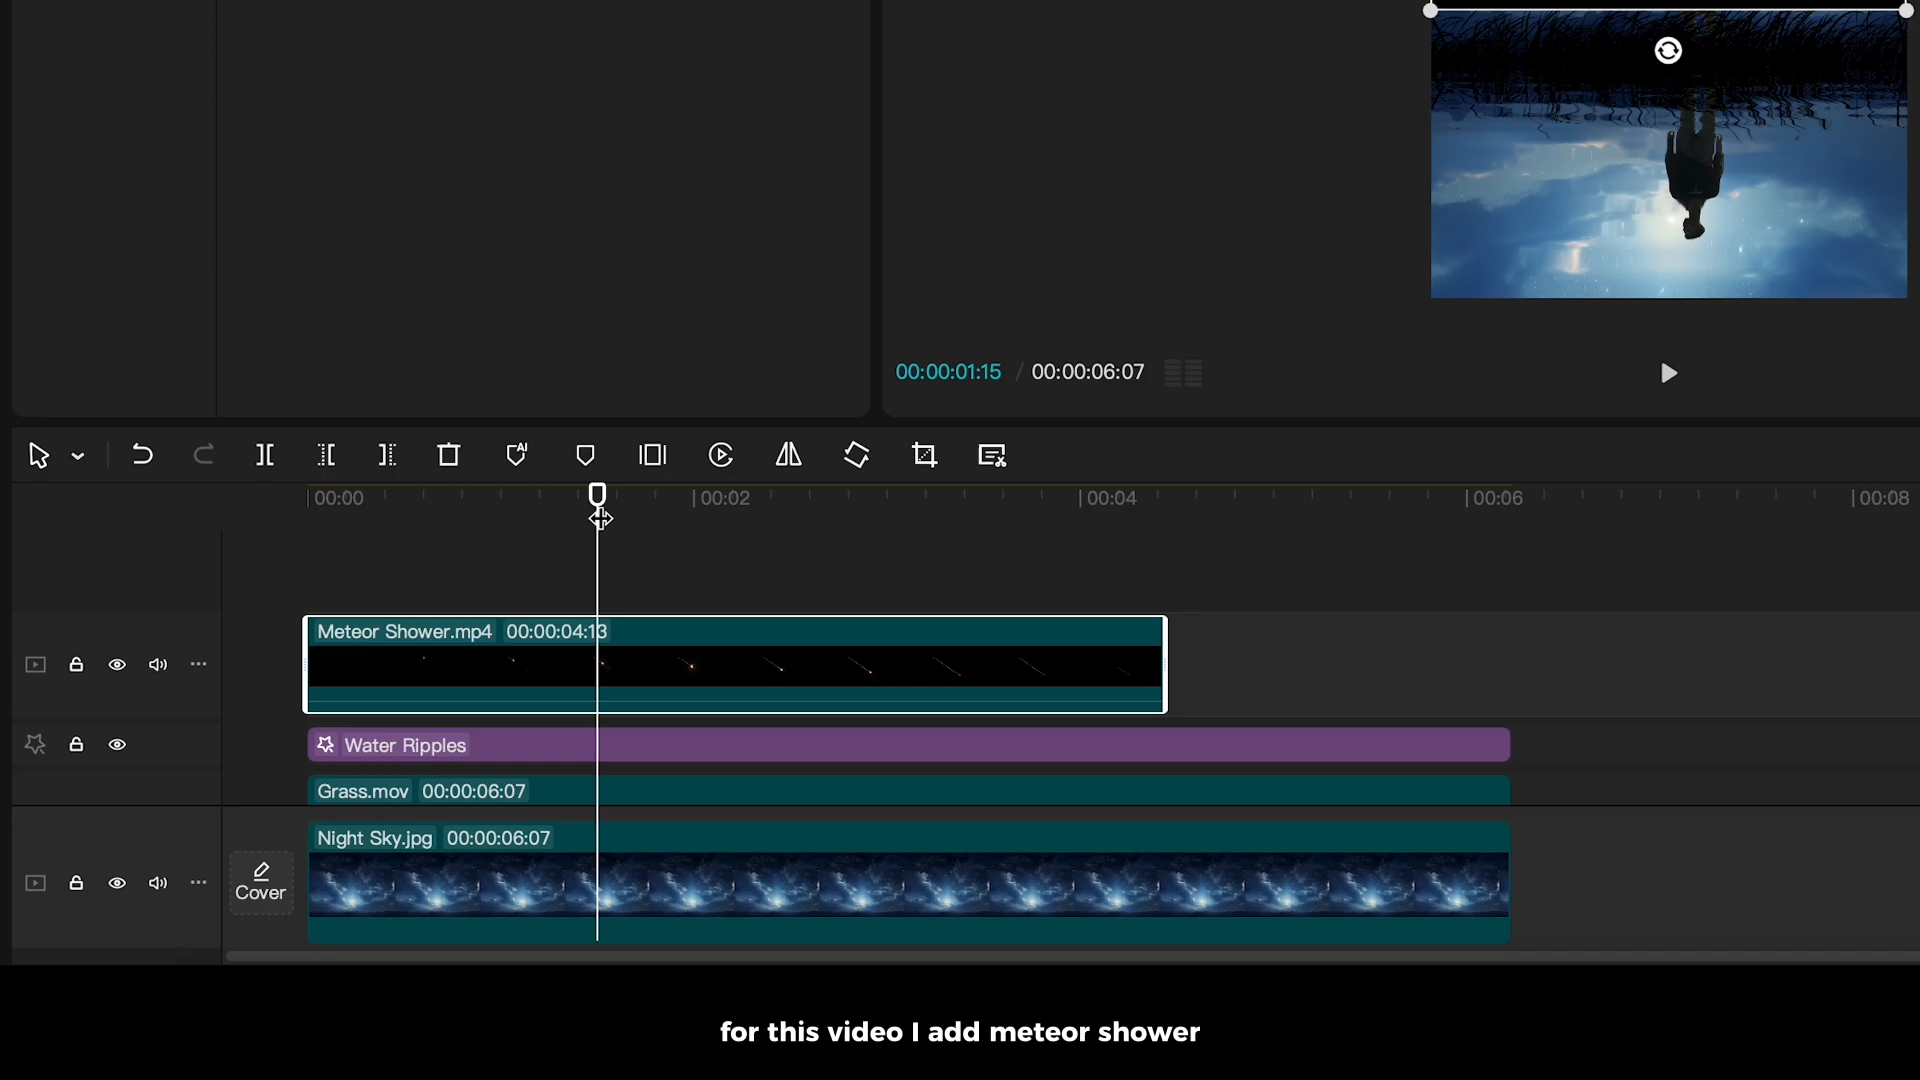 00:00:01:15 / 00:00:06:07
AI
00:00 00:02 00:04 00:06 00:08
Meteor Shower.mp4 00:00:04:13
Water Ripples
Grass.mov 00:00:06:07
Night Sky.jpg 00:00:06:07
Cover
for this video I add meteor shower